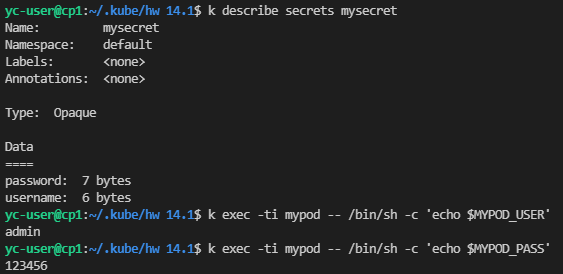 yc-user@cp1:~/.kube/hw 14.1$ k describe secrets mysecret
Name:         mysecret
Namespace:    default
Labels:       <none>
Annotations:  <none>

Type:  Opaque

Data
====
password:  7 bytes
username:  6 bytes
yc-user@cp1:~/.kube/hw 14.1$ k exec -ti mypod -- /bin/sh -c 'echo $MYPOD_USER'
admin
yc-user@cp1:~/.kube/hw 14.1$ k exec -ti mypod -- /bin/sh -c 'echo $MYPOD_PASS'
123456